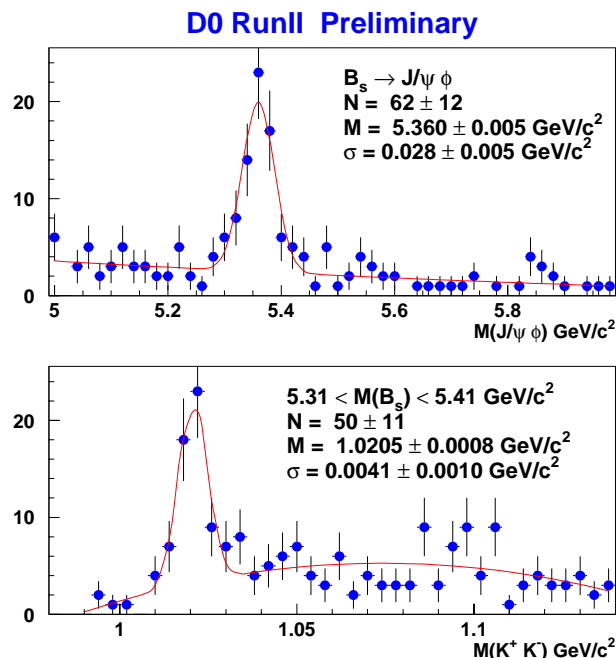 D0 RunII Preliminary
20
10
0
B_s → J/ψ φ
N = 62 ± 12
M = 5.360 ± 0.005 GeV/c²
σ = 0.028 ± 0.005 GeV/c²
5 5.2 5.4 5.6 5.8
M(J/ψ φ) GeV/c²
20
10
0
5.31 < M(B_s) < 5.41 GeV/c²
N = 50 ± 11
M = 1.0205 ± 0.0008 GeV/c²
σ = 0.0041 ± 0.0010 GeV/c²
1 1.05 1.1
M(K⁺ K⁻) GeV/c²